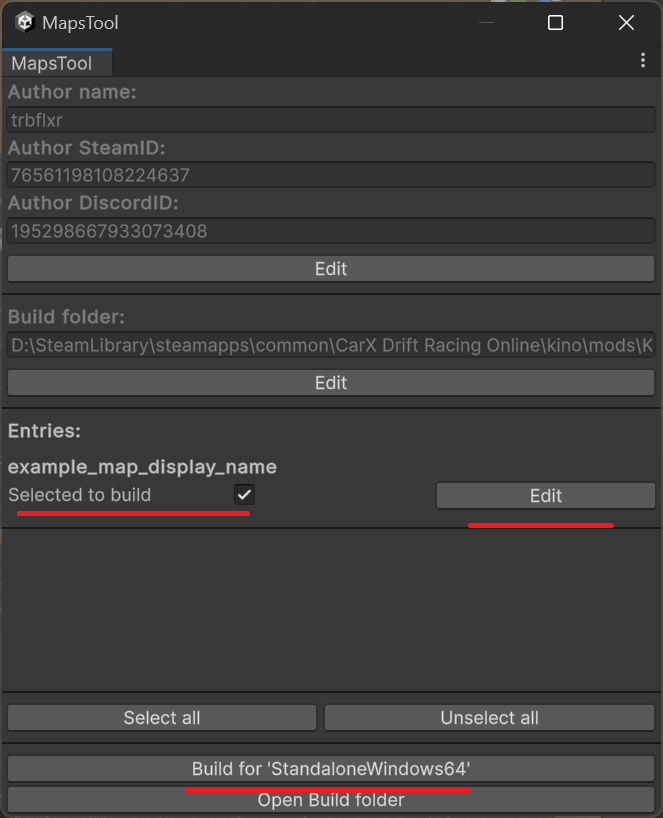 MapsTool
MapsTool
Author name:
trbflxr
Author SteamID:
76561198108224637
Author DiscordID:
195298667933073408
Edit
Build folder:
D:\SteamLibrary\steamapps\common\CarX Drift Racing Online\kino\mods\K
Edit
Entries:
example_map_display_name
Selected to build Edit
Select all Unselect all
Build for 'StandaloneWindows64'
Open Build folder